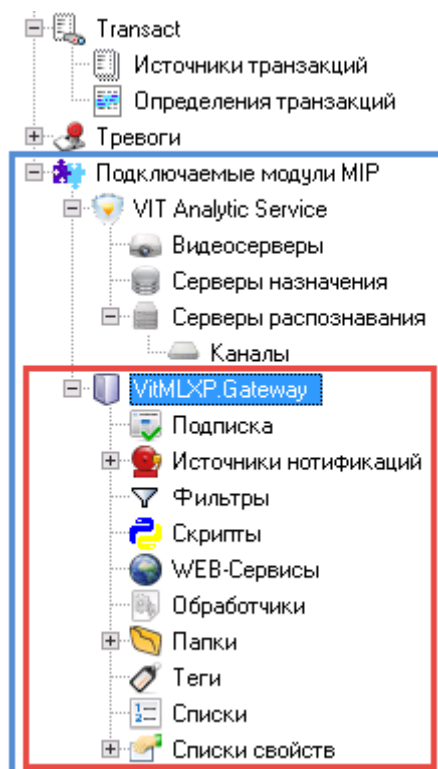 Transact
Источники транзакций
Определения транзакций
Тревоги
Подключаемые модули MIP
VIT Analytic Service
Видеосерверы
Серверы назначения
Серверы распознавания
Каналы
VitMLXP.Gateway
Подписка
Источники нотификаций
Фильтры
Скрипты
WEB-Сервисы
Обработчики
Папки
Теги
Списки
Списки свойств